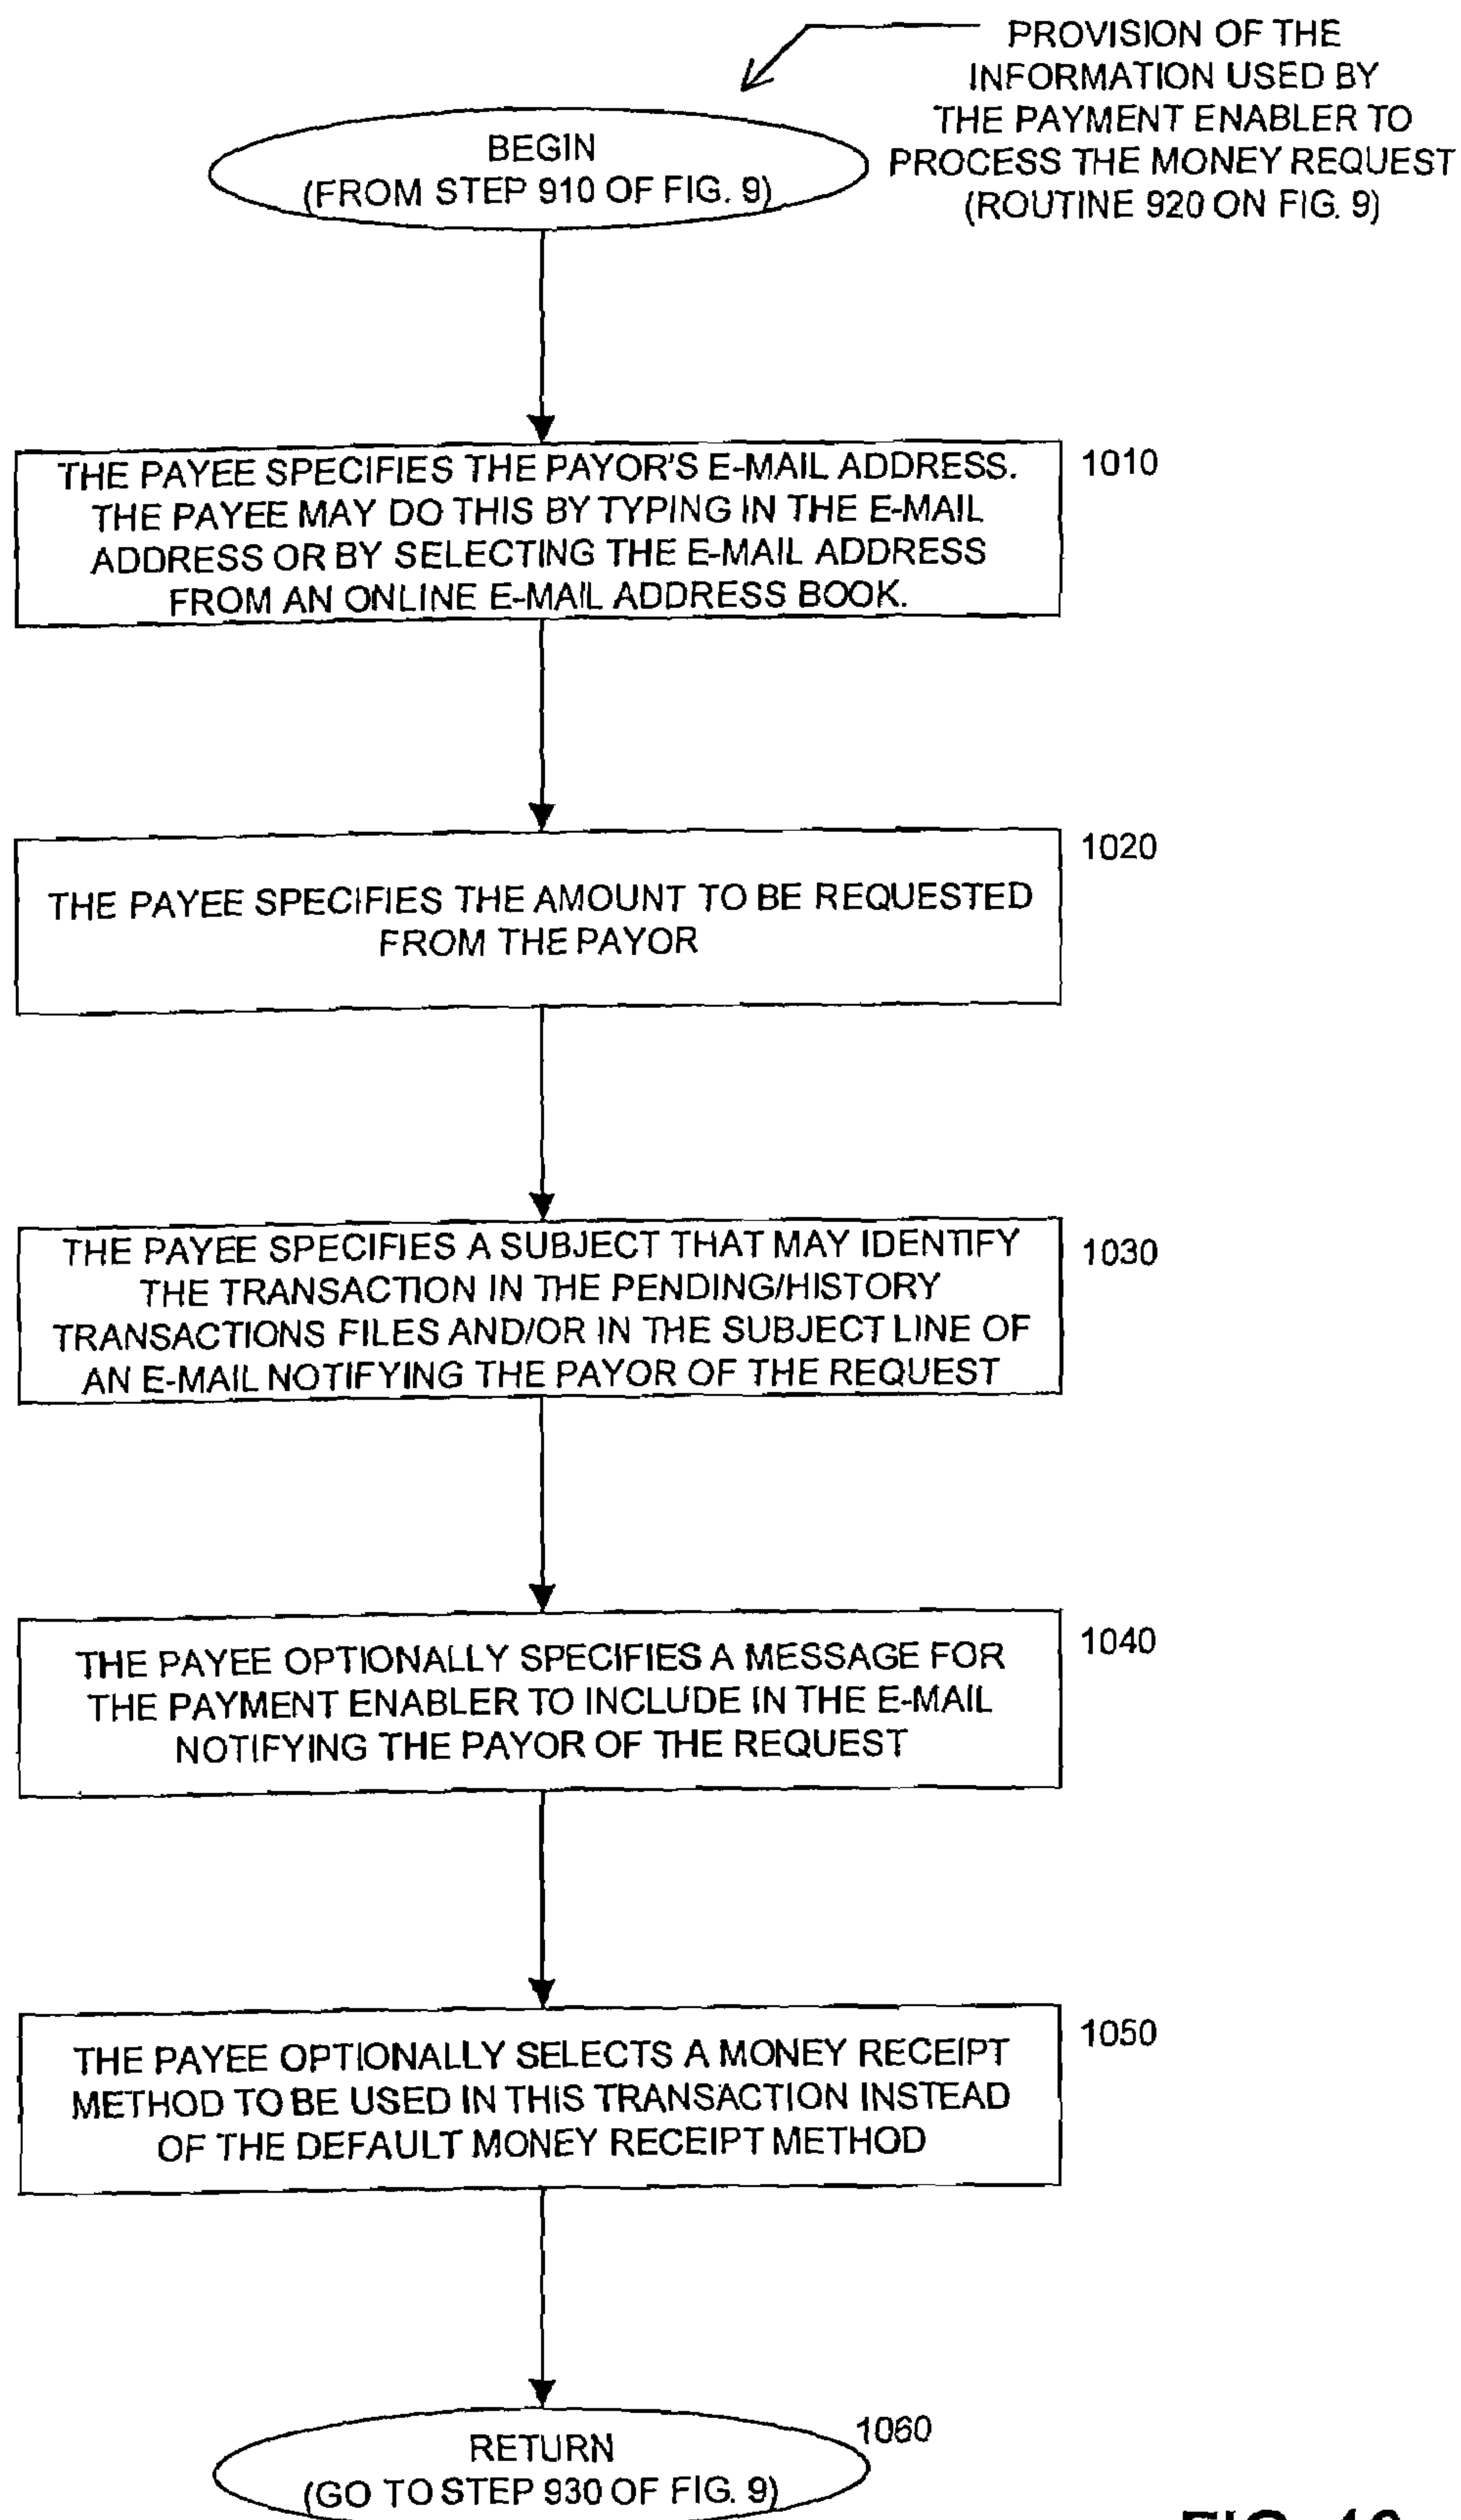 PROVISION OF THE
INFORMATION USED BY
THE PAYMENT ENABLER TO
PROCESS THE MONEY REQUEST
(ROUTINE 920 ON FIG. 9)
BEGIN
(FROM STEP 910 OF FIG. 9)
1010
THE PAYEE SPECIFIES THE PAYOR'S E-MAIL ADDRESS.
THE PAYEE MAY DO THIS BY TYPING IN THE E-MAIL
ADDRESS OR BY SELECTING THE E-MAIL ADDRESS
FROM AN ONLINE E-MAIL ADDRESS BOOK.
1020
THE PAYEE SPECIFIES THE AMOUNT TO BE REQUESTED
FROM THE PAYOR
1030
THE PAYEE SPECIFIES A SUBJECT THAT MAY IDENTIFY
THE TRANSACTION IN THE PENDING/HISTORY
TRANSACTIONS FILES AND/OR IN THE SUBJECT LINE OF
AN E-MAIL NOTIFYING THE PAYOR OF THE REQUEST
1040
THE PAYEE OPTIONALLY SPECIFIES A MESSAGE FOR
THE PAYMENT ENABLER TO INCLUDE IN THE E-MAIL
NOTIFYING THE PAYOR OF THE REQUEST
1050
THE PAYEE OPTIONALLY SELECTS A MONEY RECEIPT
METHOD TO BE USED IN THIS TRANSACTION INSTEAD
OF THE DEFAULT MONEY RECEIPT METHOD
1060
RETURN
(GO TO STEP 930 OF FIG. 9)